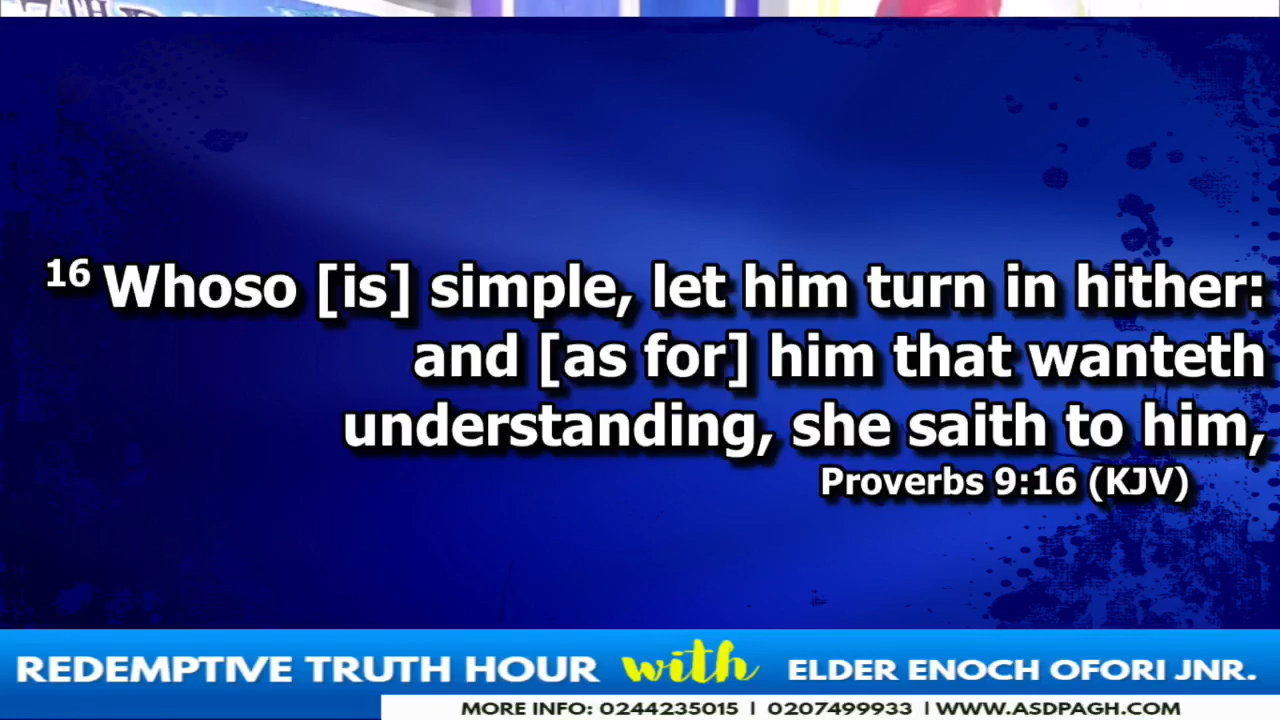 7TH
16 Whoso [is] simple, let him turn in hither:
and [as for] him that wanteth
understanding, she saith to him,
Proverbs 9:16 (KJV)
REDEMPTIVE TRUTH HOUR with ELDER ENOCH OFORI JNR.
MORE INFO: 0244235015 | 0207499933 | WWW.ASDPAGH.COM